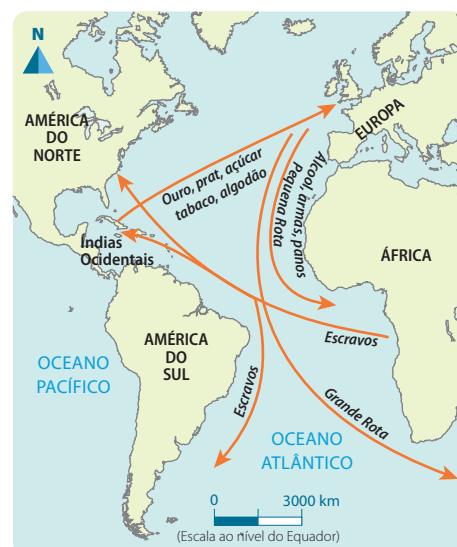 N
AMÉRICA
DO
NORTE
EUROPA
Ouro, prat, açúcar
tabaco, algodão
Álcool, armas, panos
Pequena Rota
Índias
Ocidentais
ÁFRICA
AMÉRICA
DO
SUL
Escravos
Escravos
Grande Rota
OCEANO
PACÍFICO
OCEANO
ATLÂNTICO
0 3000 km
(Escala ao nível do Equador)